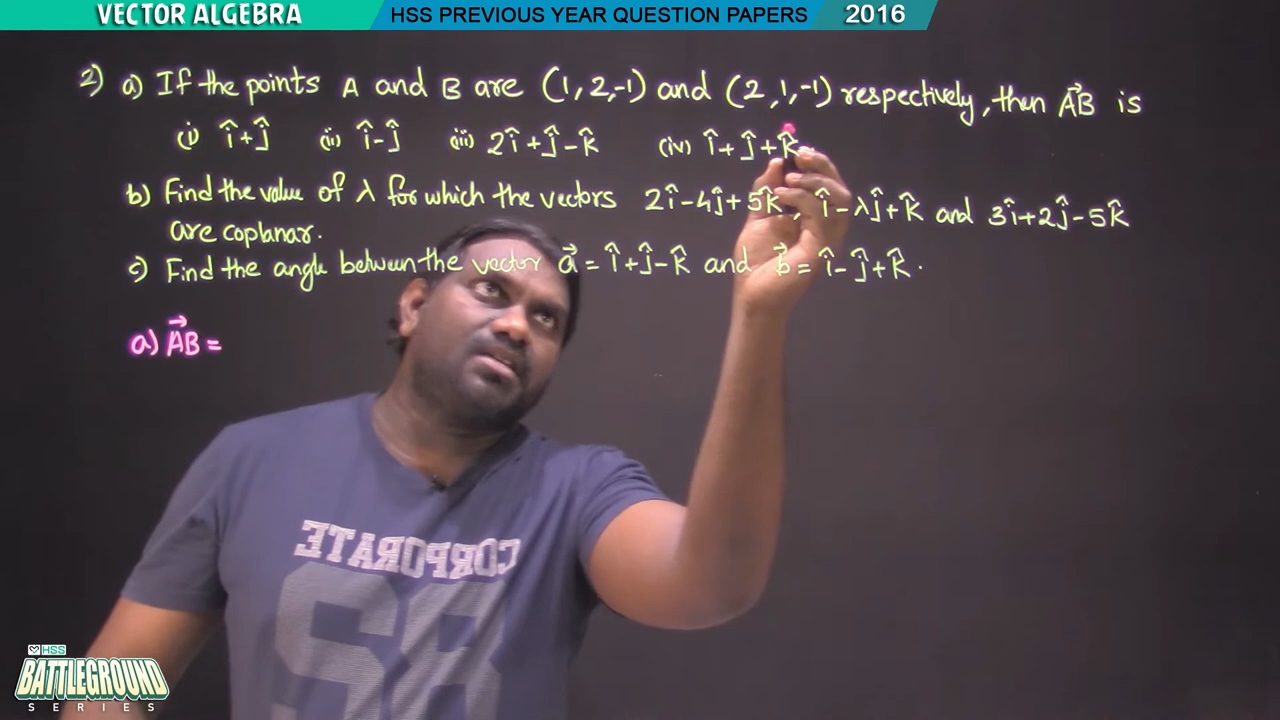 VECTOR ALGEBRA HSS PREVIOUS YEAR QUESTION PAPERS 2016
2) a) If the points A and B are (1, 2, -1) and (2, 1, -1) respectively, then A⃗B is
(i) î + ĵ (ii) î - ĵ (iii) 2î + ĵ - k̂ (iv) î + ĵ + k̂
b) Find the value of λ for which the vectors 2î - 4ĵ + 5k̂, î - λĵ + k̂ and 3î + 2ĵ - 5k̂
are coplanar.
c) Find the angle between the vector a⃗ = î + ĵ - k̂ and b⃗ = î - ĵ + k̂.
a) A⃗B =
CORPORATE
58
HSS
BATTLEGROUND
SERIES